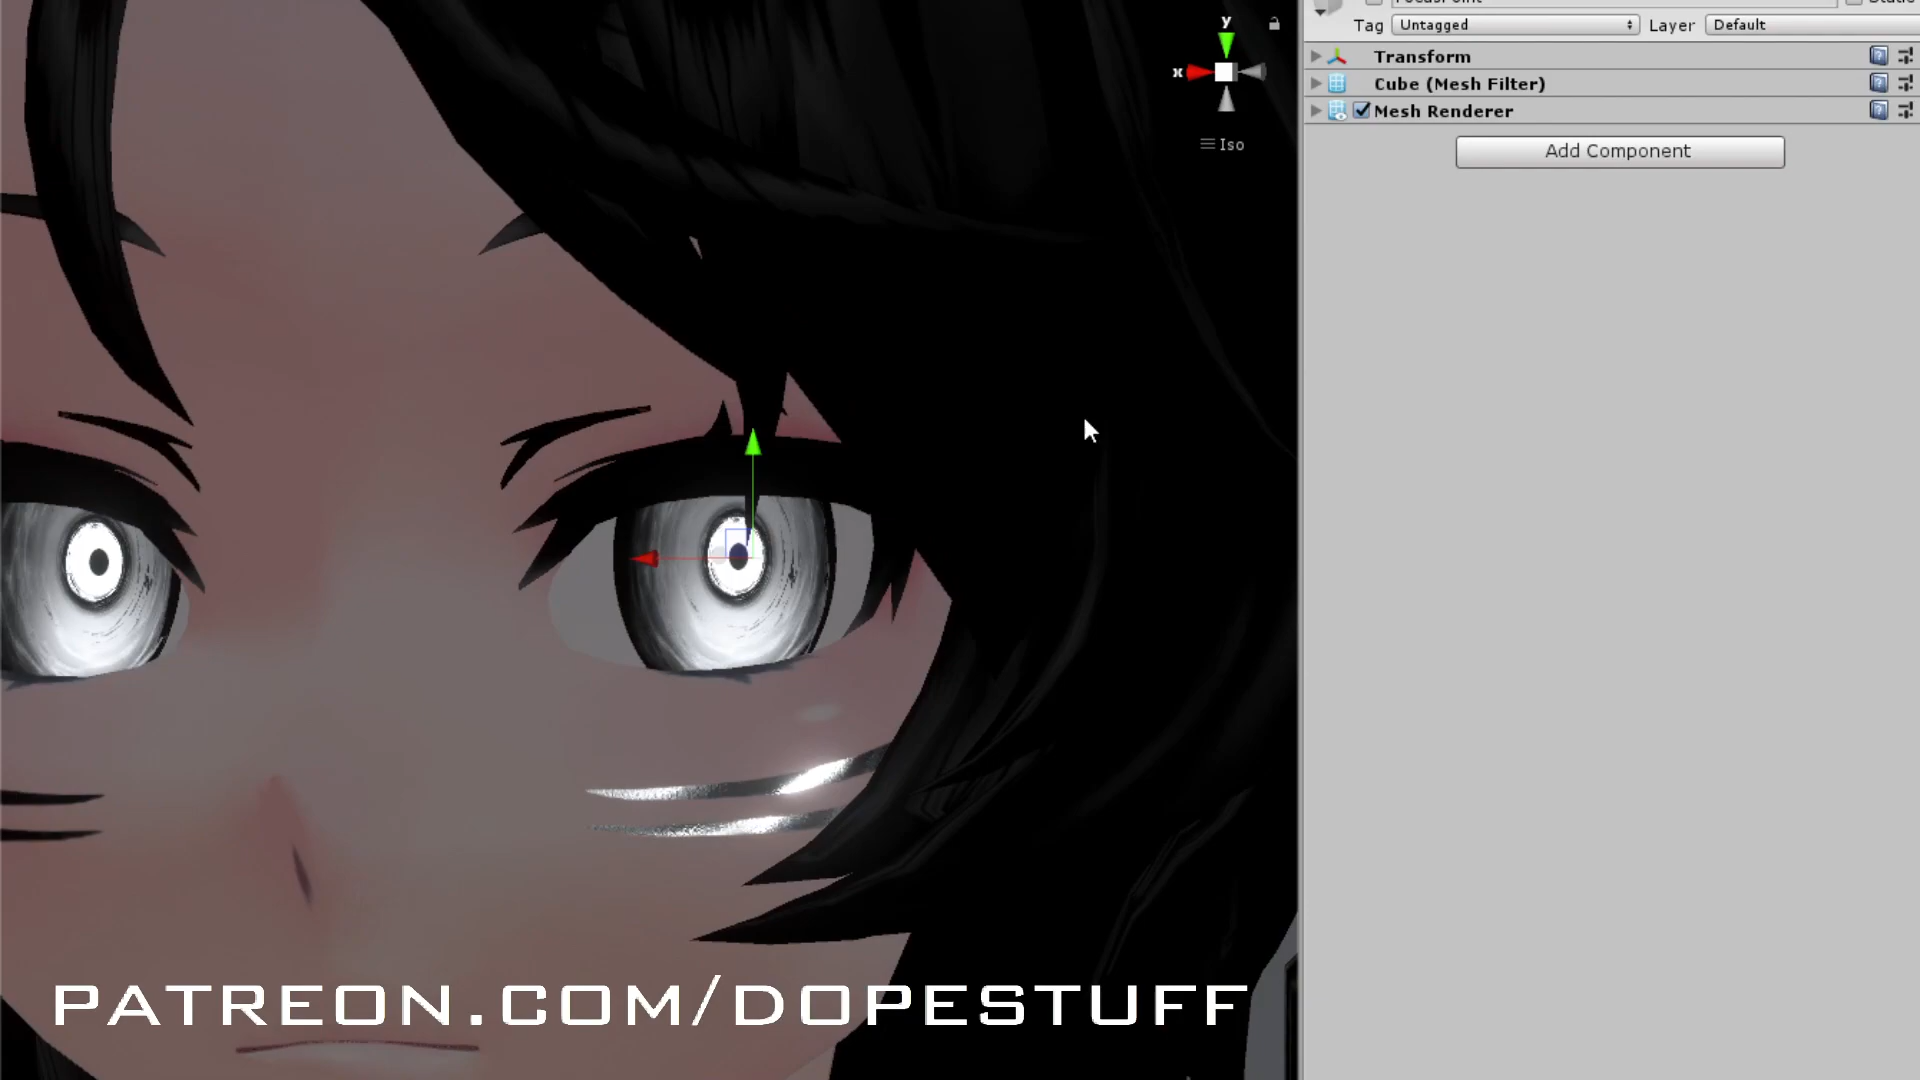 y
x
Iso
Tag Untagged Layer Default
Transform
Cube (Mesh Filter)
Mesh Renderer
Add Component
PATREON.COM/DOPESTUFF